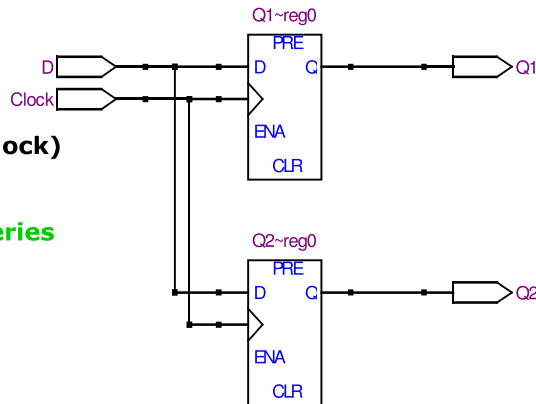 Q1~reg0
PRE
D D Q Q1
Clock
ock)
ENA
CLR
eries
Q2~reg0
PRE
D Q Q2
ENA
CLR